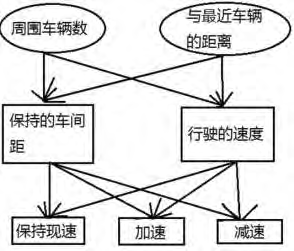 周围车辆数
与最近车辆
的距离
保持的车间
距
行驶的速度
保持现速
加速
减速